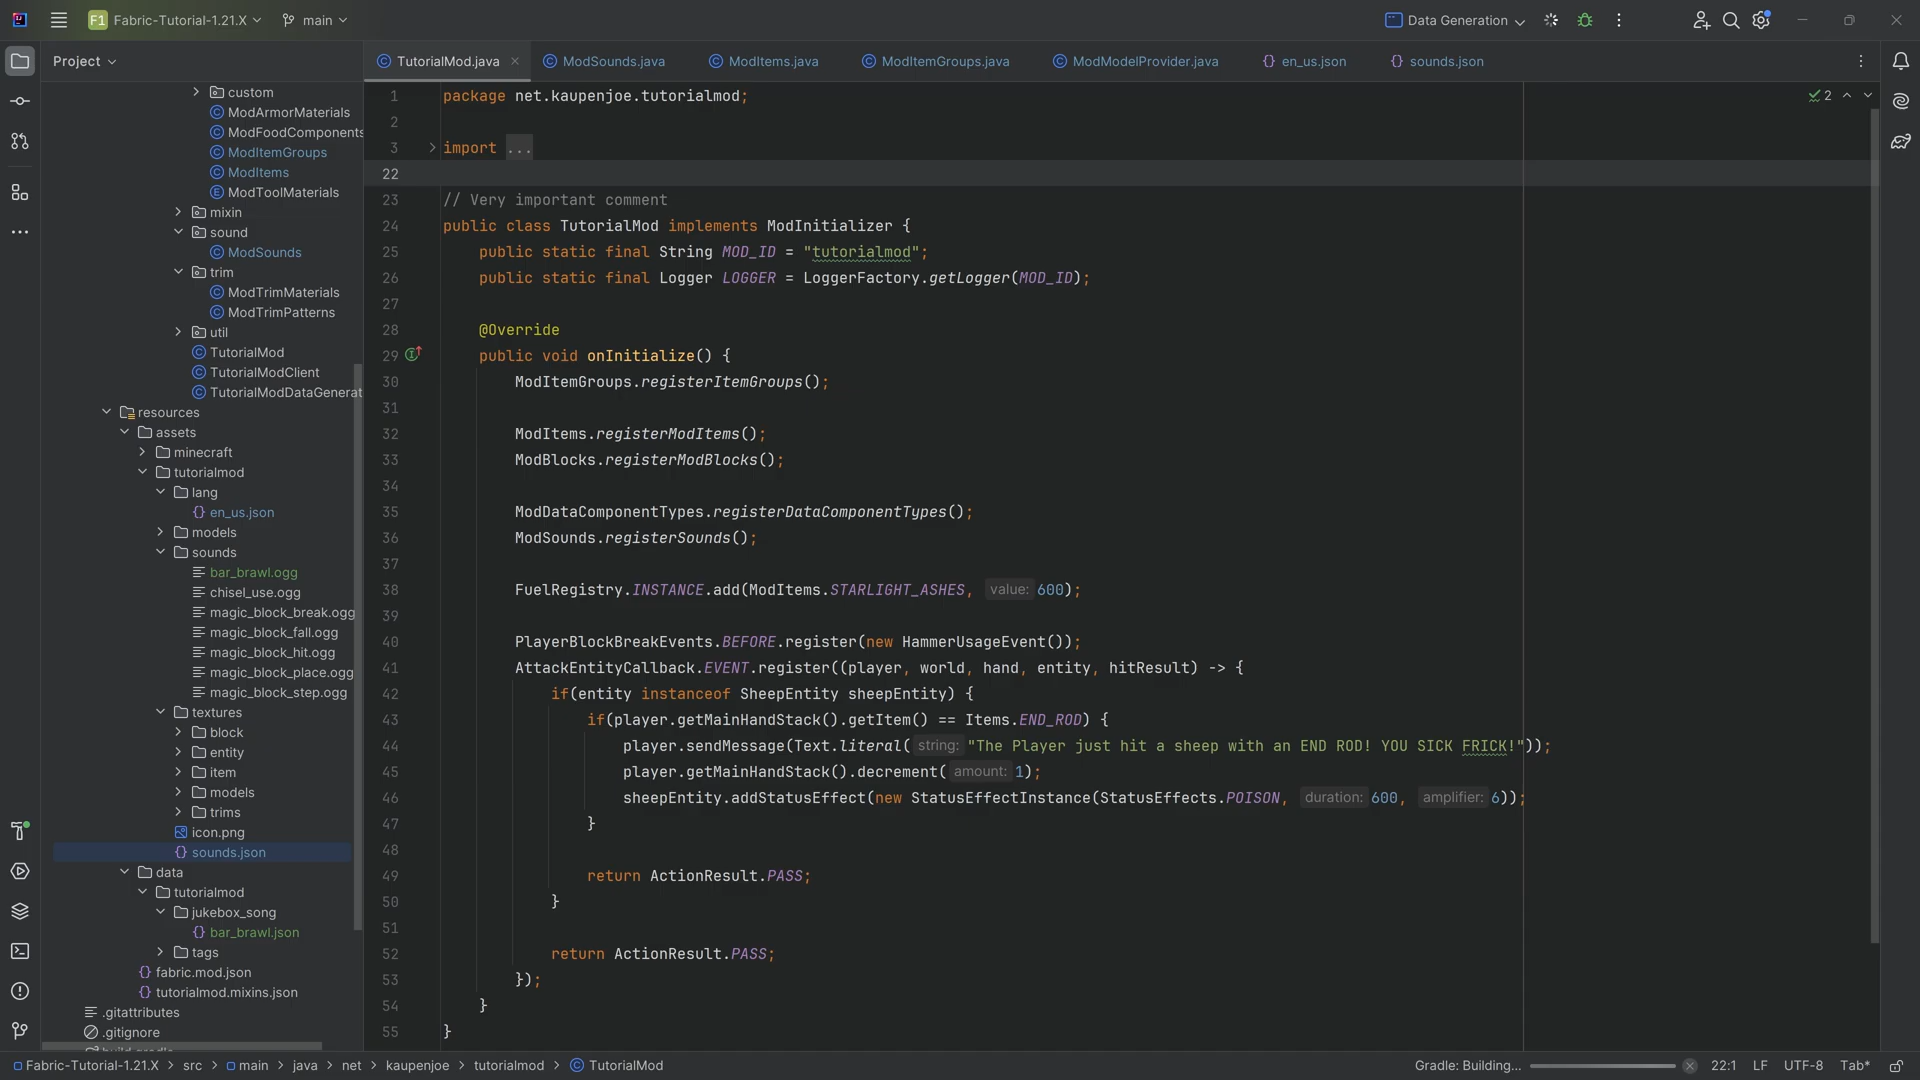 F1 Fabric-Tutorial-1.21.X main Data Generation
Project
TutorialMod.java ModSounds.java ModItems.java ModItemGroups.java ModModelProvider.java en_us.json sounds.json
custom
ModArmorMaterials
ModFoodComponents
ModItemGroups
ModItems
ModToolMaterials
mixin
sound
ModSounds
trim
ModTrimMaterials
ModTrimPatterns
util
TutorialMod
TutorialModClient
TutorialModDataGenerat
resources
assets
minecraft
tutorialmod
lang
en_us.json
models
sounds
bar_brawl.ogg
chisel_use.ogg
magic_block_break.ogg
magic_block_fall.ogg
magic_block_hit.ogg
magic_block_place.ogg
magic_block_step.ogg
textures
block
entity
item
models
trims
icon.png
sounds.json
data
tutorialmod
jukebox_song
bar_brawl.json
tags
fabric.mod.json
tutorialmod.mixins.json
.gitattributes
.gitignore
2
1 package net.kaupenjoe.tutorialmod;
2
3 import ...
22
23 // Very important comment
24 public class TutorialMod implements ModInitializer {
25 public static final String MOD_ID = "tutorialmod";
26 public static final Logger LOGGER = LoggerFactory.getLogger(MOD_ID);
27
28 @Override
29 public void onInitialize() {
30 ModItemGroups.registerItemGroups();
31
32 ModItems.registerModItems();
33 ModBlocks.registerModBlocks();
34
35 ModDataComponentTypes.registerDataComponentTypes();
36 ModSounds.registerSounds();
37
38 FuelRegistry.INSTANCE.add(ModItems.STARLIGHT_ASHES, value: 600);
39
40 PlayerBlockBreakEvents.BEFORE.register(new HammerUsageEvent());
41 AttackEntityCallback.EVENT.register((player, world, hand, entity, hitResult) -> {
42 if(entity instanceof SheepEntity sheepEntity) {
43 if(player.getMainHandStack().getItem() == Items.END_ROD) {
44 player.sendMessage(Text.literal( string: "The Player just hit a sheep with an END ROD! YOU SICK FRICK!"));
45 player.getMainHandStack().decrement( amount: 1);
46 sheepEntity.addStatusEffect(new StatusEffectInstance(StatusEffects.POISON, duration: 600, amplifier: 6));
47 }
48
49 return ActionResult.PASS;
50 }
51
52 return ActionResult.PASS;
53 });
54 }
55 }
Fabric-Tutorial-1.21.X > src > main > java > net > kaupenjoe > tutorialmod > TutorialMod Gradle: Building... 22:1 LF UTF-8 Tab*